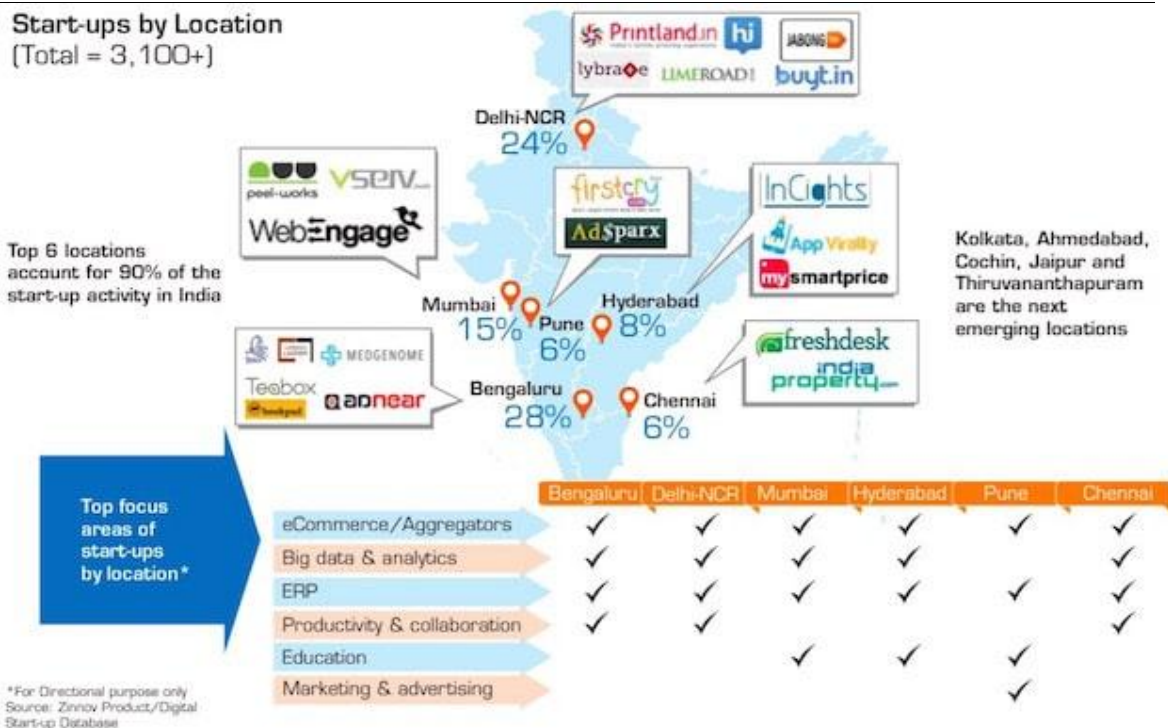 Start-ups by Location
(Total = 3,100+)
Printland.in
hi
JABONG
lybrate
LIMEROAD
buyt.in
Delhi-NCR
24%
peel-works
VSERV
WebEngage
firstcry
Ad$parx
InCights
App Virality
mysmartprice
Top 6 locations
account for 90% of the
start-up activity in India
Kolkata, Ahmedabad,
Cochin, Jaipur and
Thiruvananthapuram
are the next
emerging locations
Mumbai
15%
Pune
6%
Hyderabad
8%
MEDGENOME
Teabox
adnear
Bengaluru
28%
Chennai
6%
freshdesk
india
property.com
Top focus
areas of
start-ups
by location*
Bengaluru Delhi-NCR Mumbai Hyderabad Pune Chennai
eCommerce/Aggregators ✓ ✓ ✓ ✓ ✓ ✓
Big data & analytics ✓ ✓ ✓ ✓ ✓
ERP ✓ ✓ ✓ ✓ ✓ ✓
Productivity & collaboration ✓ ✓ ✓
Education ✓ ✓ ✓
Marketing & advertising ✓
*For Directional purpose only
Source: Zinnov Product/Digital
Start-up Database